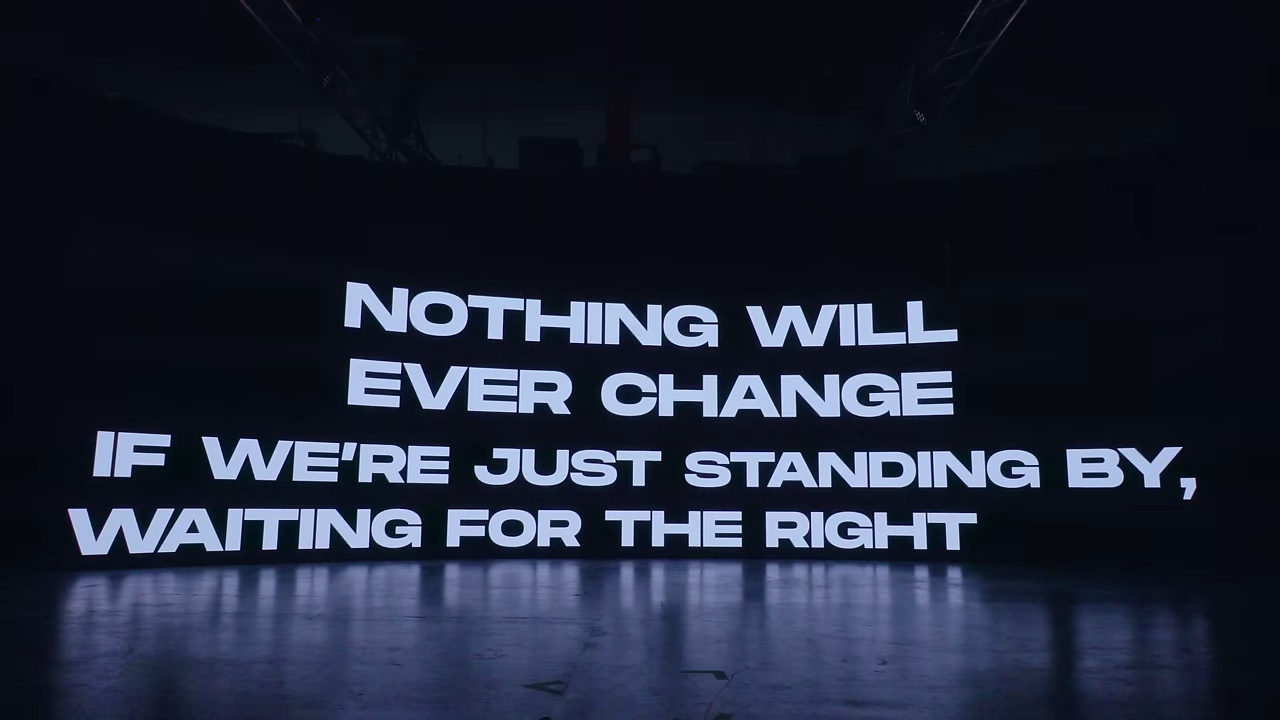 NOTHING WILL
EVER CHANGE
IF WE'RE JUST STANDING BY,
WAITING FOR THE RIGHT